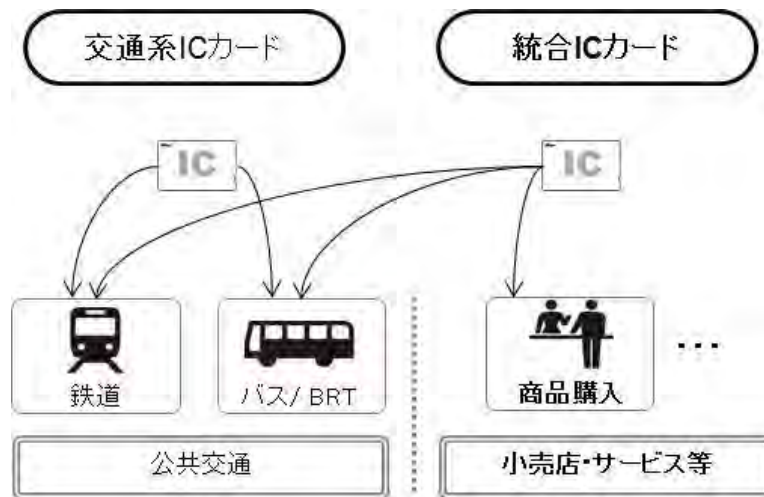 交通系ICカード
統合ICカード
IC
IC
鉄道
バス/ BRT
商品購入
...
公共交通
小売店・サービス等